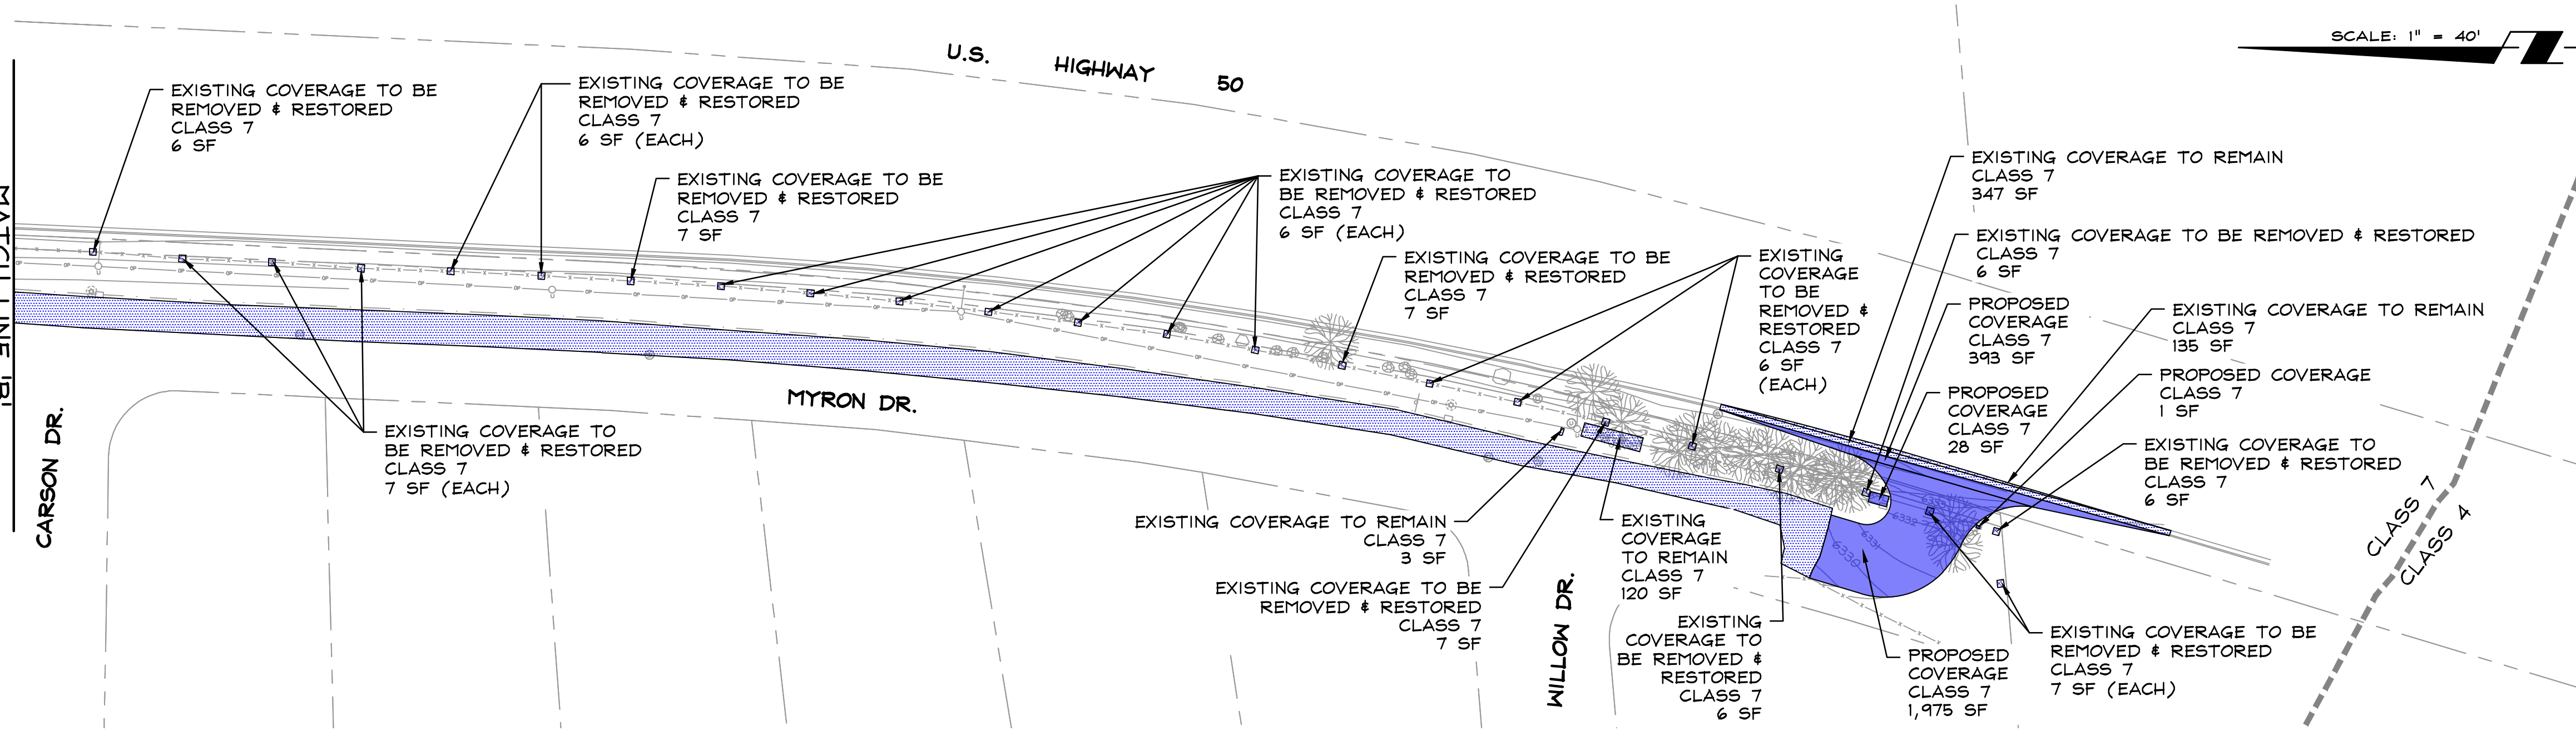 SCALE: 1" = 40'
U.S. HIGHWAY 50
EXISTING COVERAGE TO BE
REMOVED & RESTORED
CLASS 7
6 SF
EXISTING COVERAGE TO BE
REMOVED & RESTORED
CLASS 7
6 SF (EACH)
EXISTING COVERAGE TO BE
REMOVED & RESTORED
CLASS 7
7 SF
EXISTING COVERAGE TO
BE REMOVED & RESTORED
CLASS 7
6 SF (EACH)
EXISTING COVERAGE TO BE
REMOVED & RESTORED
CLASS 7
7 SF
EXISTING
COVERAGE
TO BE
REMOVED &
RESTORED
CLASS 7
6 SF
(EACH)
EXISTING COVERAGE TO REMAIN
CLASS 7
347 SF
EXISTING COVERAGE TO BE REMOVED & RESTORED
CLASS 7
6 SF
PROPOSED
COVERAGE
CLASS 7
393 SF
EXISTING COVERAGE TO REMAIN
CLASS 7
135 SF
PROPOSED COVERAGE
CLASS 7
1 SF
PROPOSED
COVERAGE
CLASS 7
28 SF
EXISTING COVERAGE TO
BE REMOVED & RESTORED
CLASS 7
6 SF
CLASS 7
CLASS 4
MATCH LINE 'B'
CARSON DR.
MYRON DR.
EXISTING COVERAGE TO
BE REMOVED & RESTORED
CLASS 7
7 SF (EACH)
EXISTING COVERAGE TO REMAIN
CLASS 7
3 SF
EXISTING COVERAGE TO BE
REMOVED & RESTORED
CLASS 7
7 SF
WILLOW DR.
EXISTING
COVERAGE
TO REMAIN
CLASS 7
120 SF
EXISTING
COVERAGE TO
BE REMOVED &
RESTORED
CLASS 7
6 SF
6332
6331
6330
PROPOSED
COVERAGE
CLASS 7
1,975 SF
EXISTING COVERAGE TO BE
REMOVED & RESTORED
CLASS 7
7 SF (EACH)